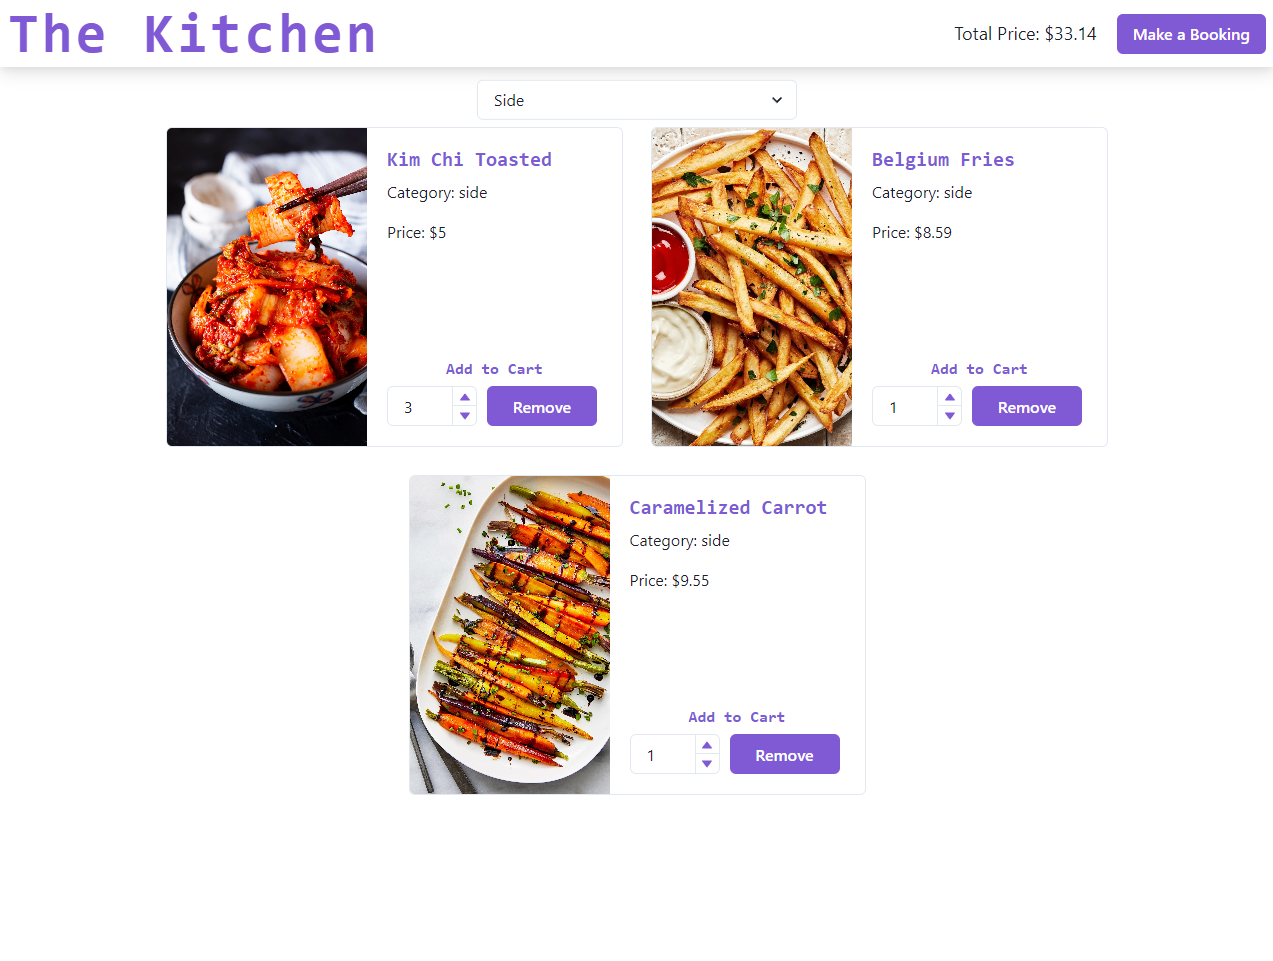 The Kitchen
Total Price: $33.14
Make a Booking
Side
Kim Chi Toasted
Category: side
Price: $5
Add to Cart
3
Remove
Belgium Fries
Category: side
Price: $8.59
Add to Cart
1
Remove
Caramelized Carrot
Category: side
Price: $9.55
Add to Cart
1
Remove